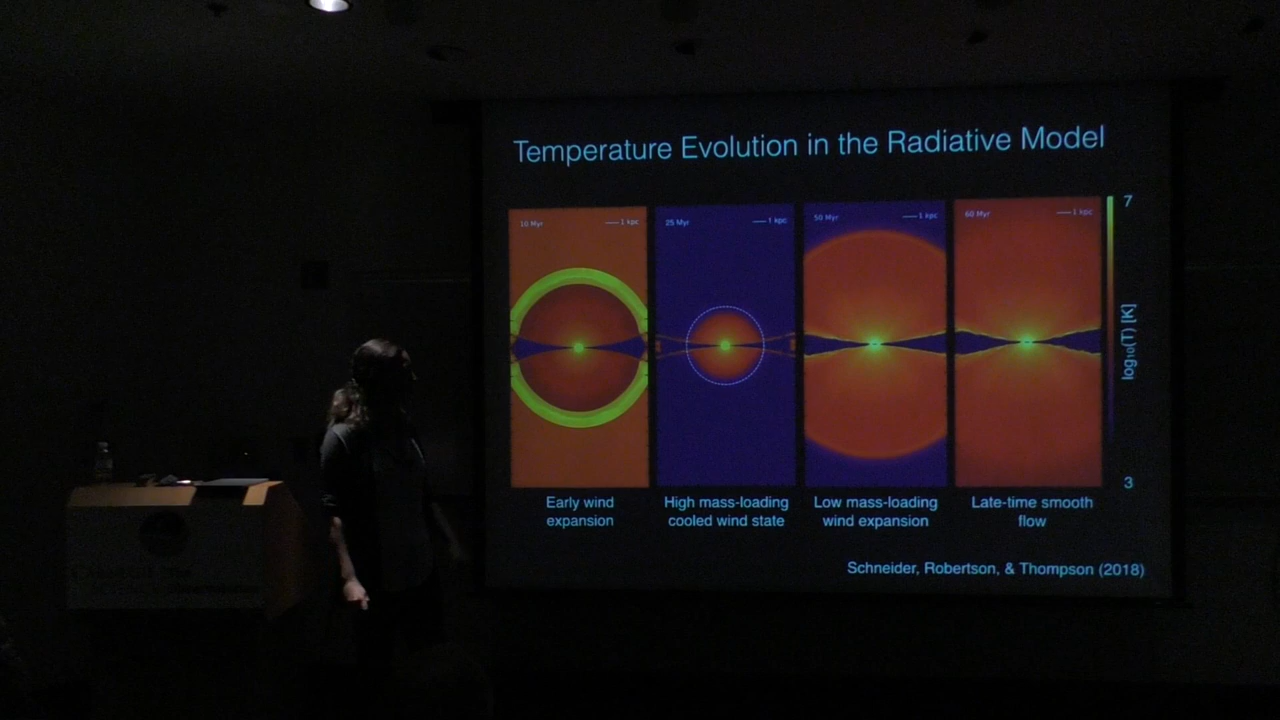 Temperature Evolution in the Radiative Model
10 Myr
1 kpc
25 Myr
1 kpc
50 Myr
1 kpc
60 Myr
1 kpc
7
log₁₀(T) [K]
3
Early wind
expansion
High mass-loading
cooled wind state
Low mass-loading
wind expansion
Late-time smooth
flow
Schneider, Robertson, & Thompson (2018)